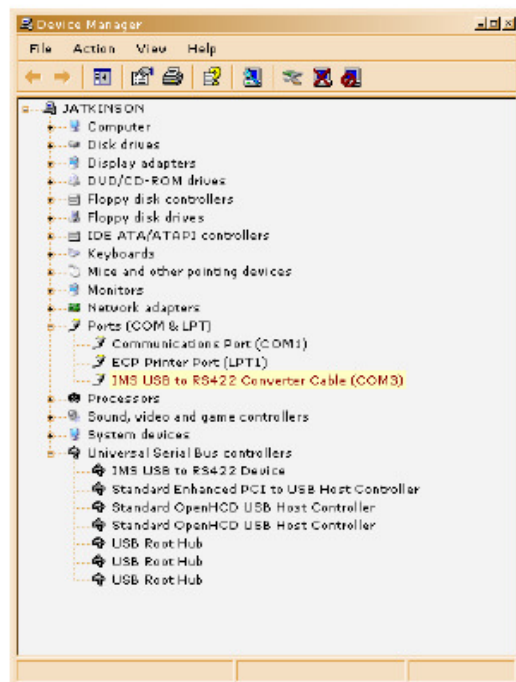 Device Manager
File Action View Help
JATKINSON
Computer
Disk drives
Display adapters
DVD/CD-ROM drives
Floppy disk controllers
Floppy disk drives
IDE ATA/ATAPI controllers
Keyboards
Mice and other pointing devices
Monitors
Network adapters
Ports (COM & LPT)
Communications Port (COM1)
ECP Printer Port (LPT1)
IMS USB to RS422 Converter Cable (COM3)
Processors
Sound, video and game controllers
System devices
Universal Serial Bus controllers
IMS USB to RS422 Device
Standard Enhanced PCI to USB Host Controller
Standard OpenHCD USB Host Controller
Standard OpenHCD USB Host Controller
USB Root Hub
USB Root Hub
USB Root Hub